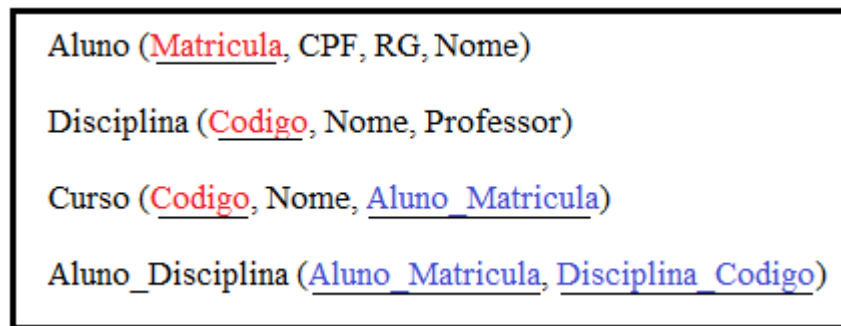 Aluno (Matricula, CPF, RG, Nome)
Disciplina (Codigo, Nome, Professor)
Curso (Codigo, Nome, Aluno_Matricula)
Aluno_Disciplina (Aluno_Matricula, Disciplina_Codigo)